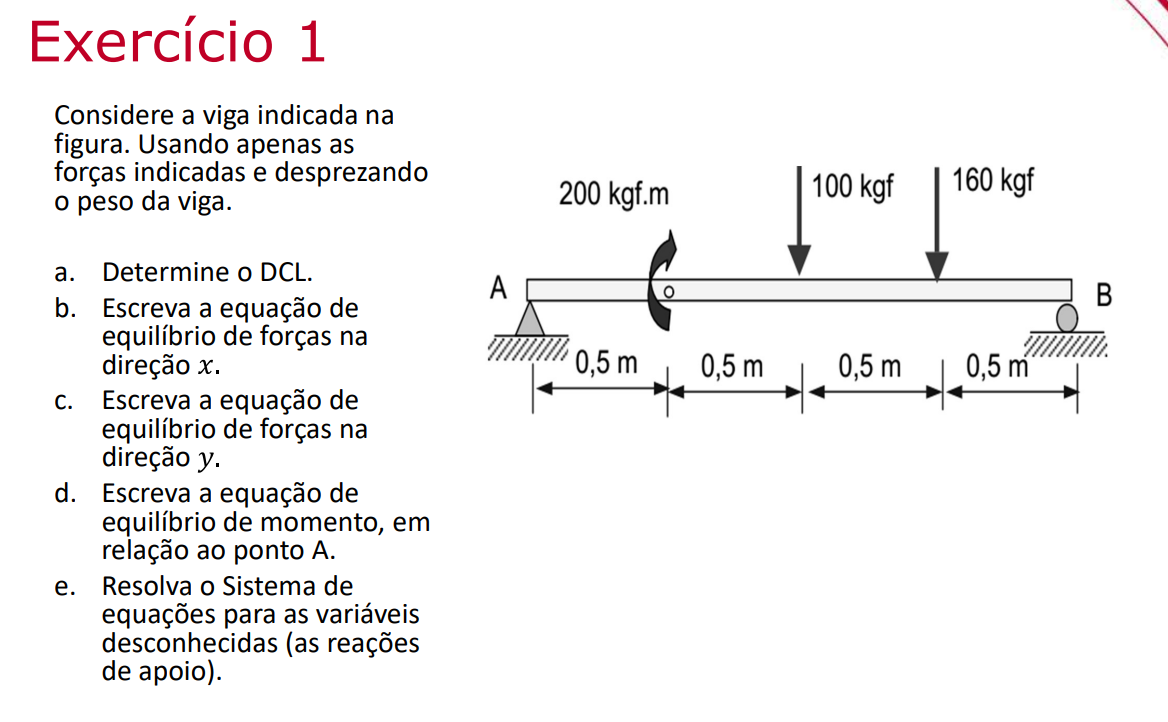 Exercício 1
Considere a viga indicada na
figura. Usando apenas as
forças indicadas e desprezando
o peso da viga.
a. Determine o DCL.
b. Escreva a equação de
equilíbrio de forças na
direção x.
c. Escreva a equação de
equilíbrio de forças na
direção y.
d. Escreva a equação de
equilíbrio de momento, em
relação ao ponto A.
e. Resolva o Sistema de
equações para as variáveis
desconhecidas (as reações
de apoio).
200 kgf.m
100 kgf
160 kgf
A
B
0,5 m
0,5 m
0,5 m
0,5 m